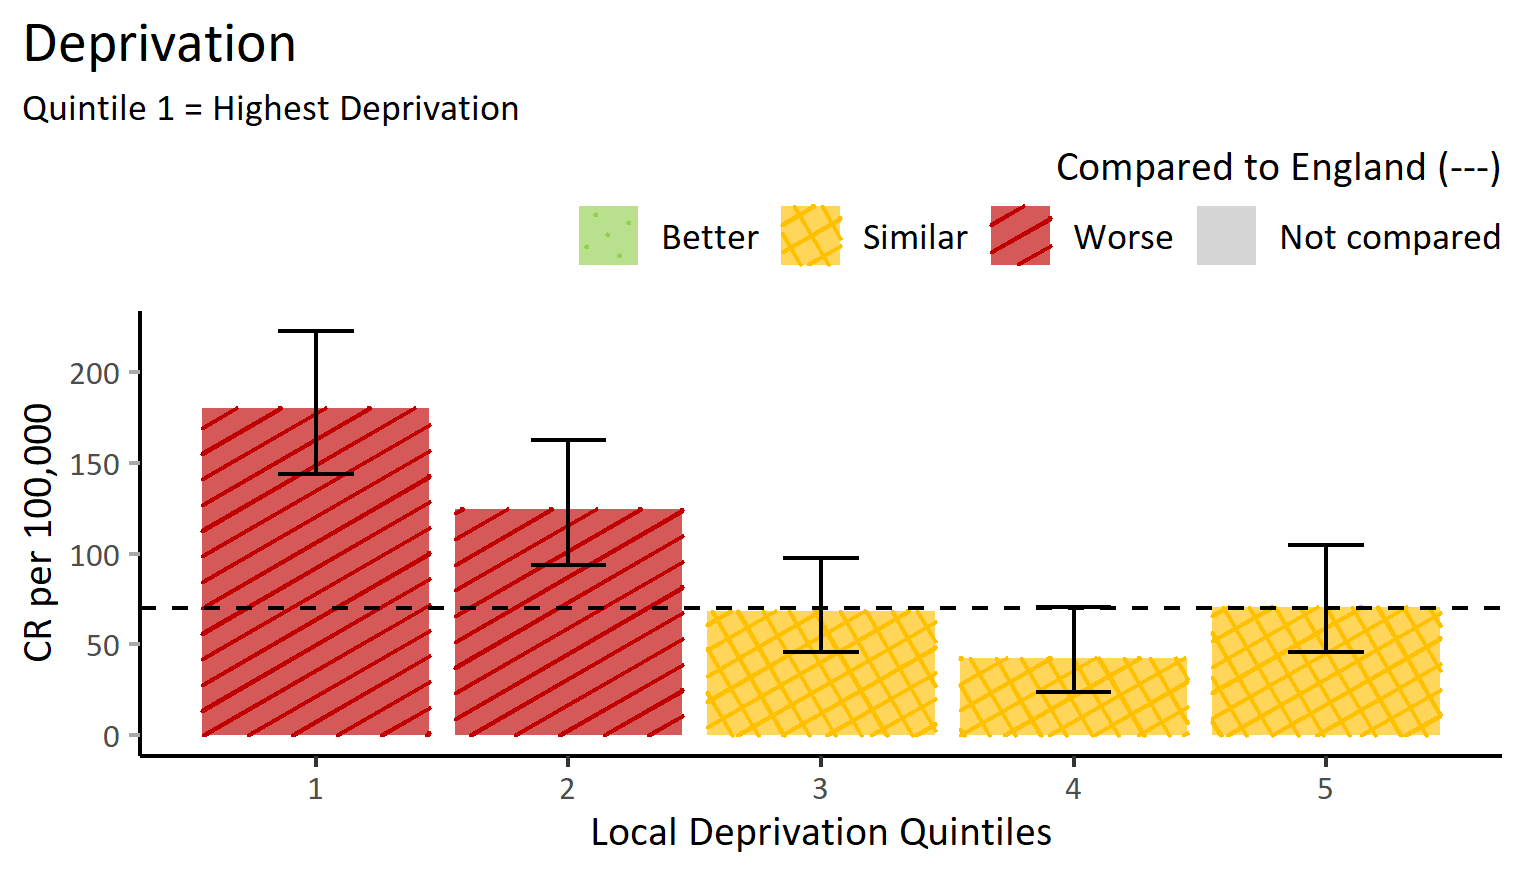 Deprivation
Quintile 1 = Highest Deprivation
Compared to England (---)
Better Similar Worse Not compared
CR per 100,000
200
150
100
50
0
1 2 3 4 5
Local Deprivation Quintiles